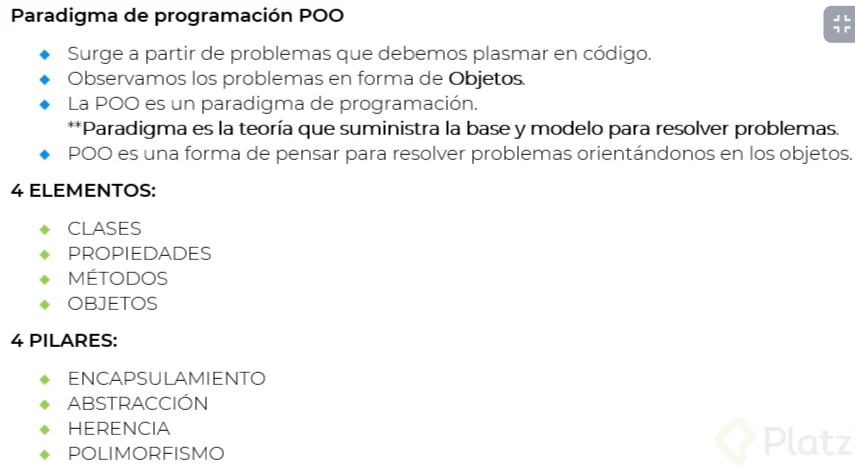 Paradigma de programación POO
Surge a partir de problemas que debemos plasmar en código.
Observamos los problemas en forma de Objetos.
La POO es un paradigma de programación.
**Paradigma es la teoría que suministra la base y modelo para resolver problemas.
POO es una forma de pensar para resolver problemas orientándonos en los objetos.
4 ELEMENTOS:
CLASES
PROPIEDADES
MÉTODOS
OBJETOS
4 PILARES:
ENCAPSULAMIENTO
ABSTRACCIÓN
HERENCIA
Platzi
POLIMORFISMO